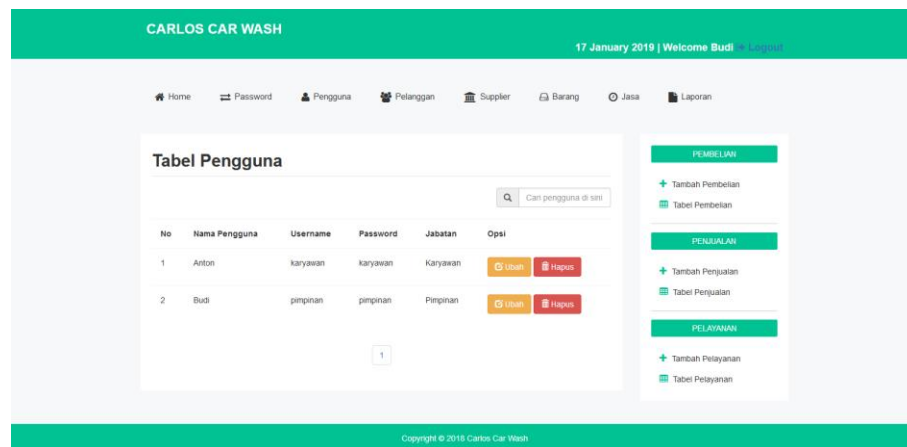 CARLOS CAR WASH
17 January 2019 | Welcome Budi Logout
Home Password Pengguna Pelanggan Supplier Barang Jasa Laporan
Tabel Pengguna
Cari pengguna di sini
No Nama Pengguna Username Password Jabatan Opsi
1 Anton karyawan karyawan Karyawan Ubah Hapus
2 Budi pimpinan pimpinan Pimpinan Ubah Hapus
1
PEMBELIAN
Tambah Pembelian
Tabel Pembelian
PENJUALAN
Tambah Penjualan
Tabel Penjualan
PELAYANAN
Tambah Pelayanan
Tabel Pelayanan
Copyright © 2018 Carlos Car Wash